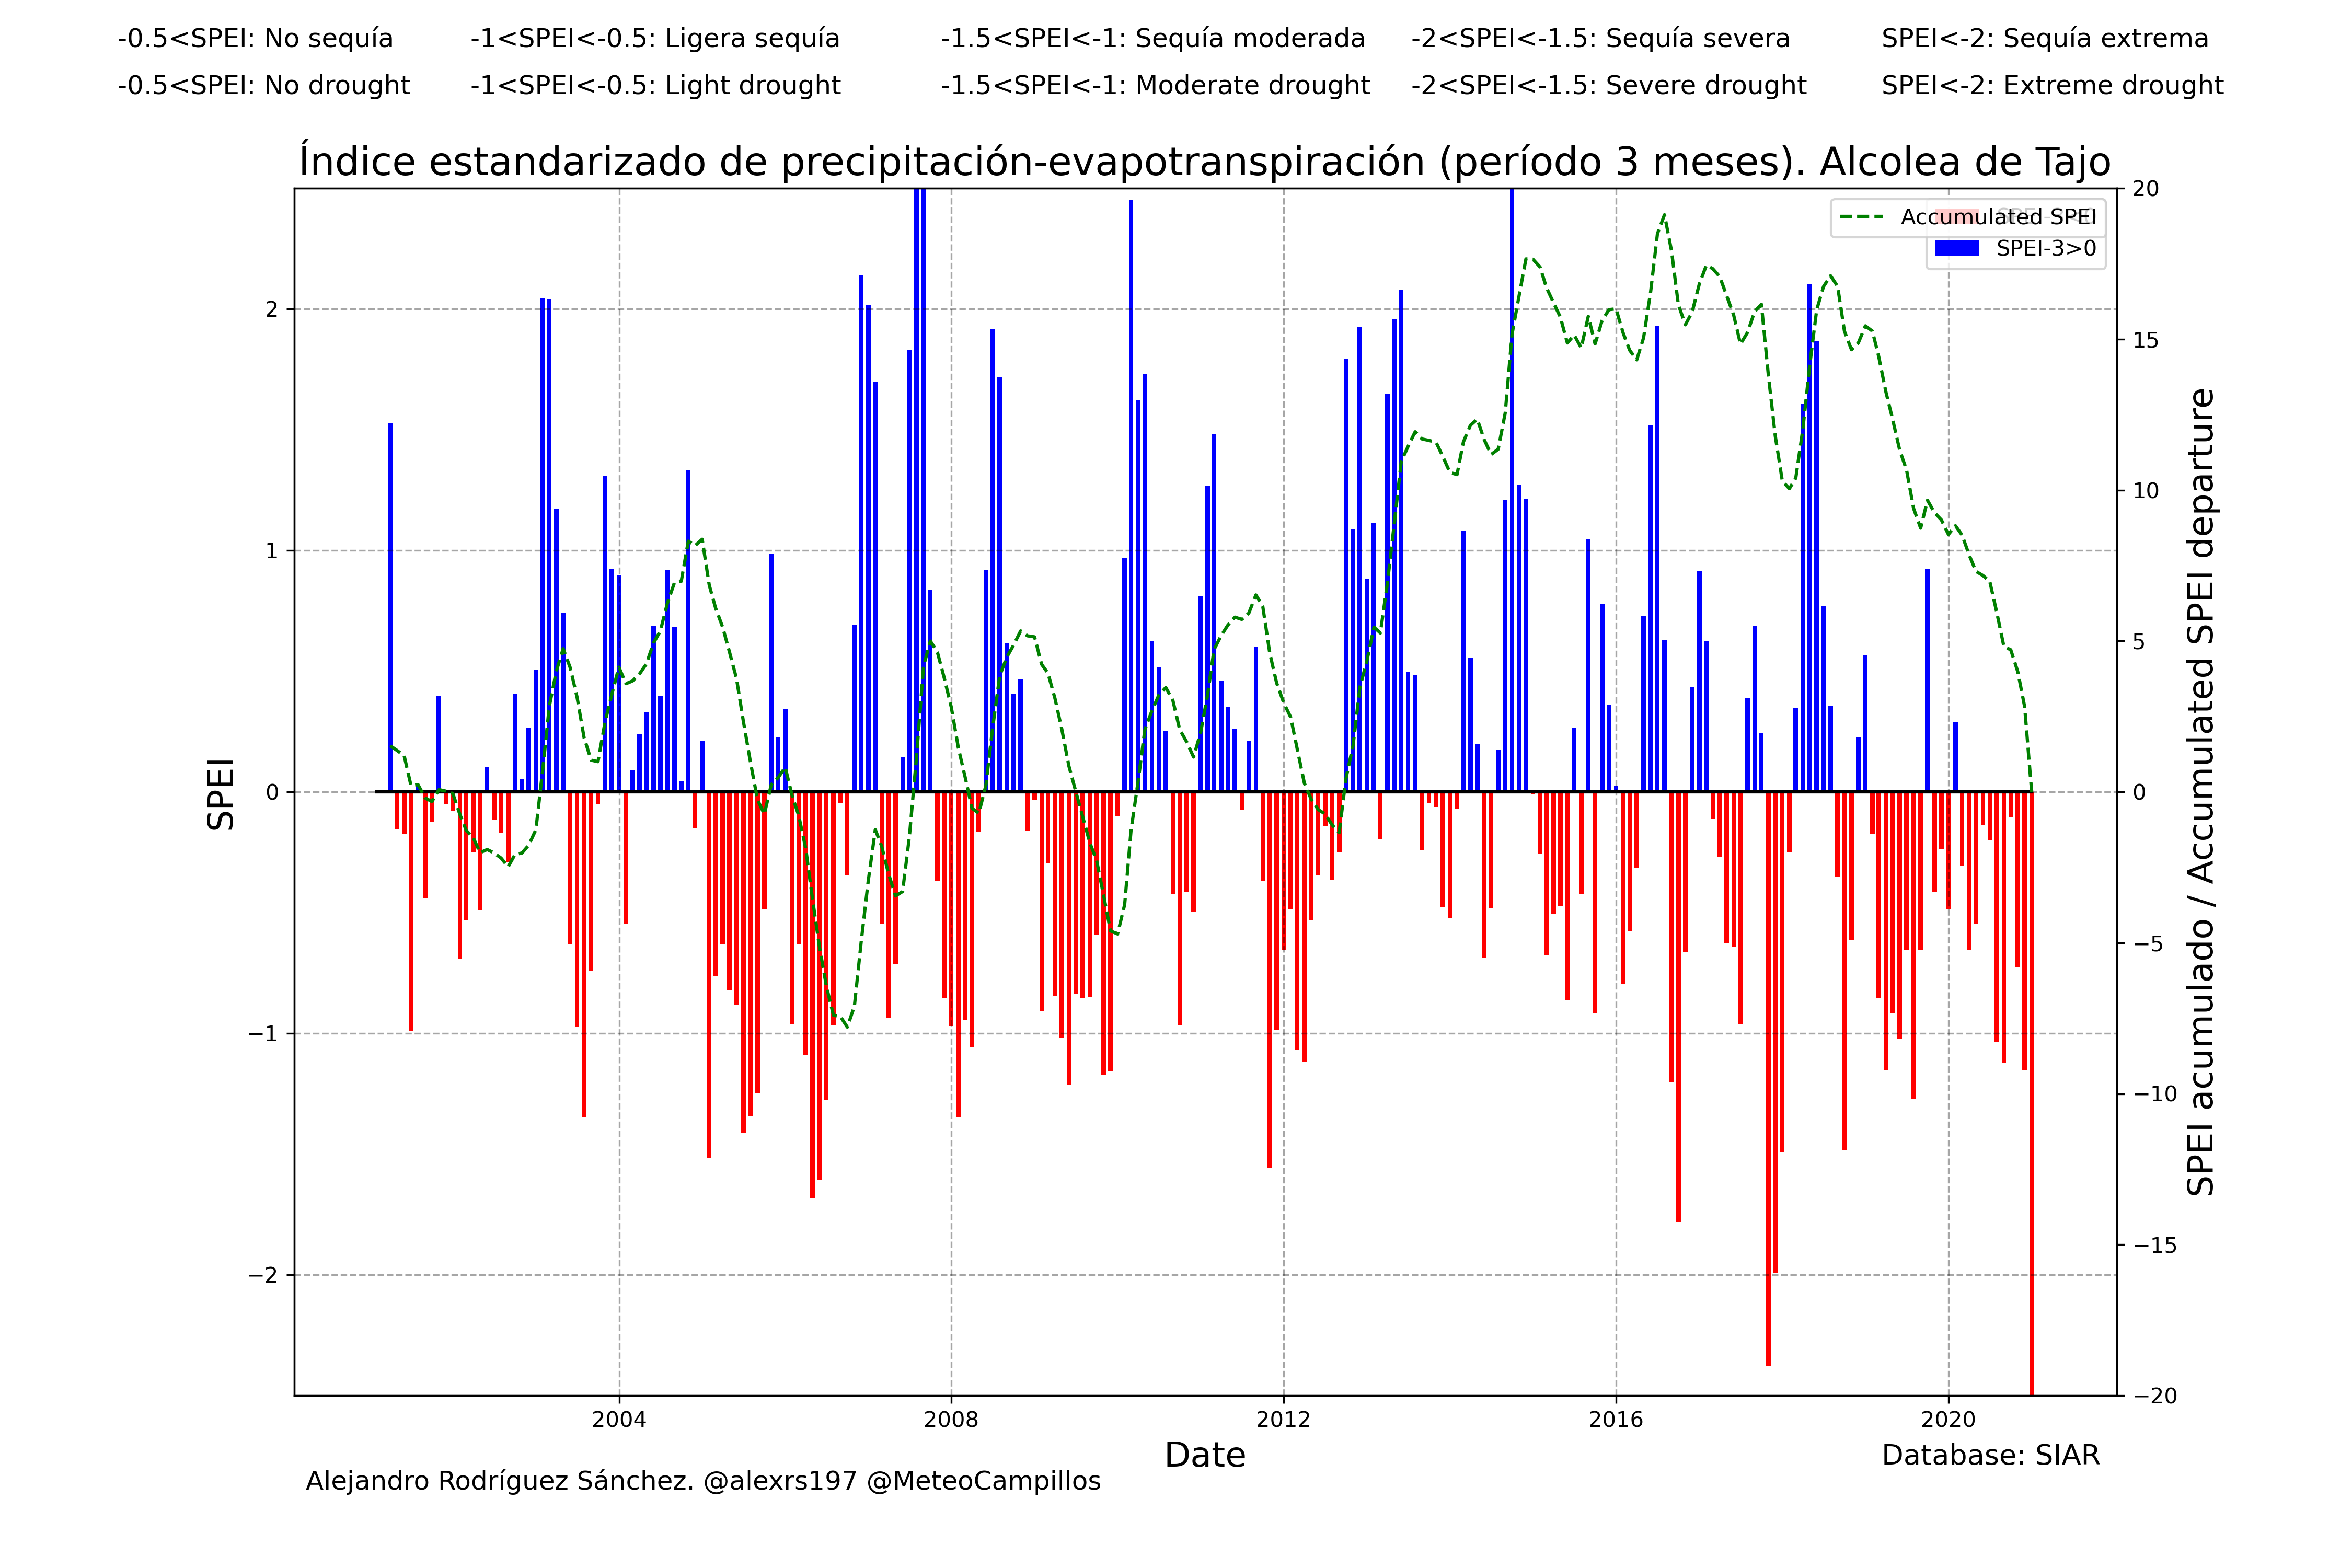 -0.5<SPEI: No sequía -1<SPEI<-0.5: Ligera sequía -1.5<SPEI<-1: Sequía moderada -2<SPEI<-1.5: Sequía severa SPEI<-2: Sequía extrema
-0.5<SPEI: No drought -1<SPEI<-0.5: Light drought -1.5<SPEI<-1: Moderate drought -2<SPEI<-1.5: Severe drought SPEI<-2: Extreme drought
Índice estandarizado de precipitación-evapotranspiración (período 3 meses). Alcolea de Tajo
Accumulated SPEI
SPEI-3>0
SPEI
2
1
0
−1
−2
20
15
10
5
0
−5
−10
−15
−20
SPEI acumulado / Accumulated SPEI departure
2004 2008 2012 2016 2020
Date
Database: SIAR
Alejandro Rodríguez Sánchez. @alexrs197 @MeteoCampillos